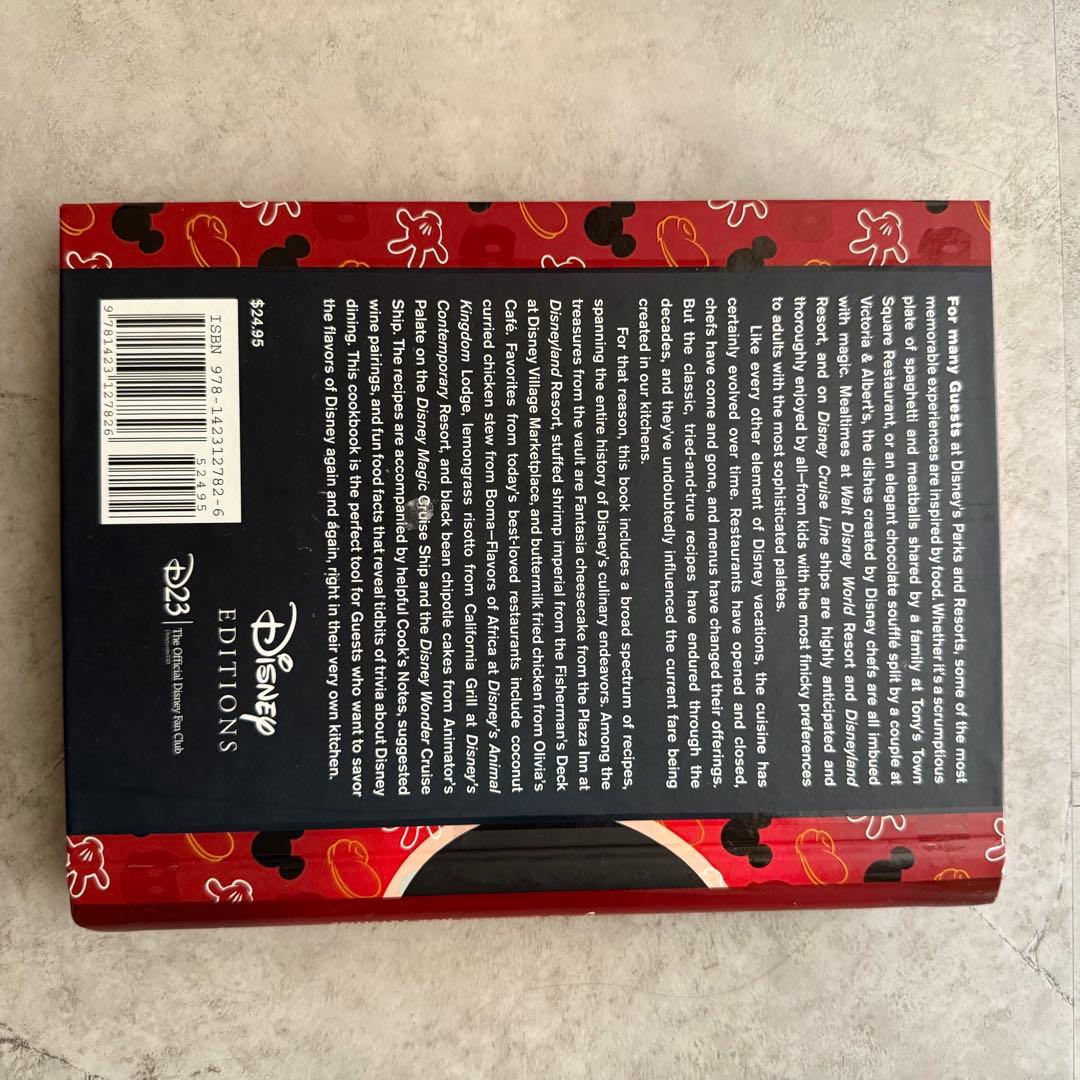 For many Guests at Disney's Parks and Resorts, some of the most
memorable experiences are inspired by food. Whether it's a scrumptious
plate of spaghetti and meatballs shared by a family at Tony's Town
Square Restaurant, or an elegant chocolate soufflé split by a couple at
Victoria & Albert's, the dishes created by Disney chefs are all imbued
with magic. Mealtimes at Walt Disney World Resort and Disneyland
Resort, and on Disney Cruise Line ships are highly anticipated and
thoroughly enjoyed by all—from kids with the most finicky preferences
to adults with the most sophisticated palates.
Like every other element of Disney vacations, the cuisine has
certainly evolved over time. Restaurants have opened and closed,
chefs have come and gone, and menus have changed their offerings.
But the classic, tried-and-true recipes have endured through the
decades, and they've undoubtedly influenced the current fare being
created in our kitchens.
For that reason, this book includes a broad spectrum of recipes,
spanning the entire history of Disney's culinary endeavors. Among the
treasures from the vault are Fantasia cheesecake from the Plaza Inn at
Disneyland Resort, stuffed shrimp imperial from the Fisherman's Deck
at Disney Village Marketplace, and buttermilk fried chicken from Olivia's
Café. Favorites from today's best-loved restaurants include coconut
curried chicken stew from Boma—Flavors of Africa at Disney's Animal
Kingdom Lodge, lemongrass risotto from California Grill at Disney's
Contemporary Resort, and black bean chipotle cakes from Animator's
Palate on the Disney Magic Cruise Ship and the Disney Wonder Cruise
Ship. The recipes are accompanied by helpful Cook's Notes, suggested
wine pairings, and fun food facts that reveal tidbits of trivia about Disney
dining. This cookbook is the perfect tool for Guests who want to savor
the flavors of Disney again and again, right in their very own kitchen.
$24.95
ISBN 978-142312782-6
52495
9 781423 127826
Disney
EDITIONS
D23 | The Official Disney Fan Club